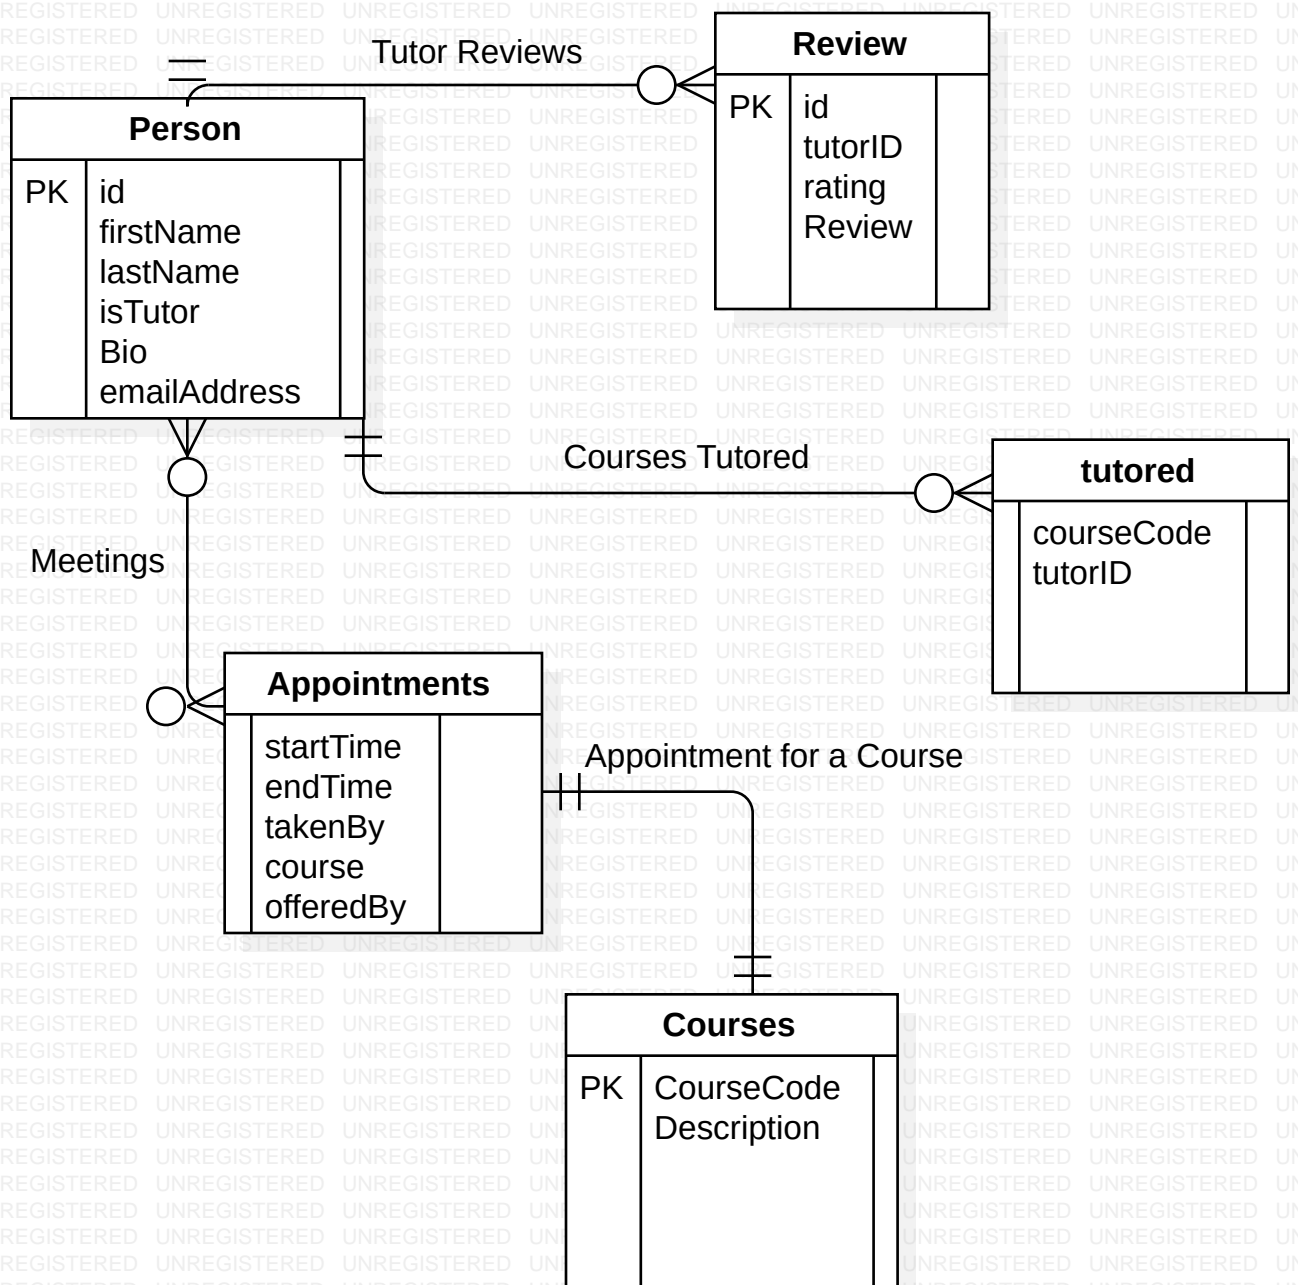 Tutor Reviews
Review
PK id
tutorID
rating
Review
Person
PK id
firstName
lastName
isTutor
Bio
emailAddress
Courses Tutored
tutored
courseCode
tutorID
Meetings
Appointments
startTime
endTime
takenBy
course
offeredBy
Appointment for a Course
Courses
PK CourseCode
Description
UNREGISTERED